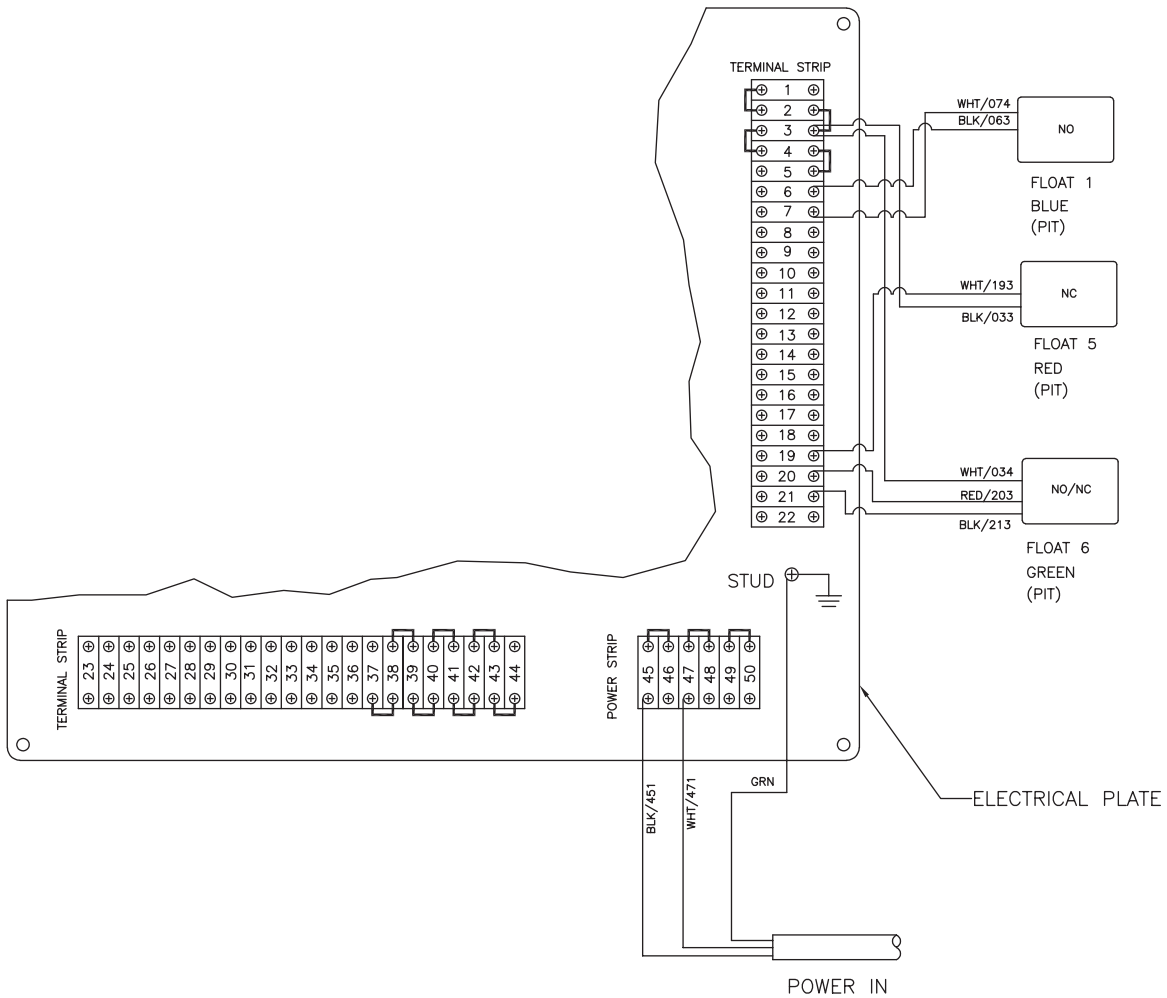 TERMINAL STRIP
1
2
3
4
5
6
7
8
9
10
11
12
13
14
15
16
17
18
19
20
21
22
WHT/074
BLK/063
NO
FLOAT 1
BLUE
(PIT)
WHT/193
BLK/033
NC
FLOAT 5
RED
(PIT)
WHT/034
RED/203
BLK/213
NO/NC
FLOAT 6
GREEN
(PIT)
STUD
TERMINAL STRIP
23
24
25
26
27
28
29
30
31
32
33
34
35
36
37
38
39
40
41
42
43
44
POWER STRIP
45
46
47
48
49
50
BLK/451
WHT/471
GRN
ELECTRICAL PLATE
POWER IN